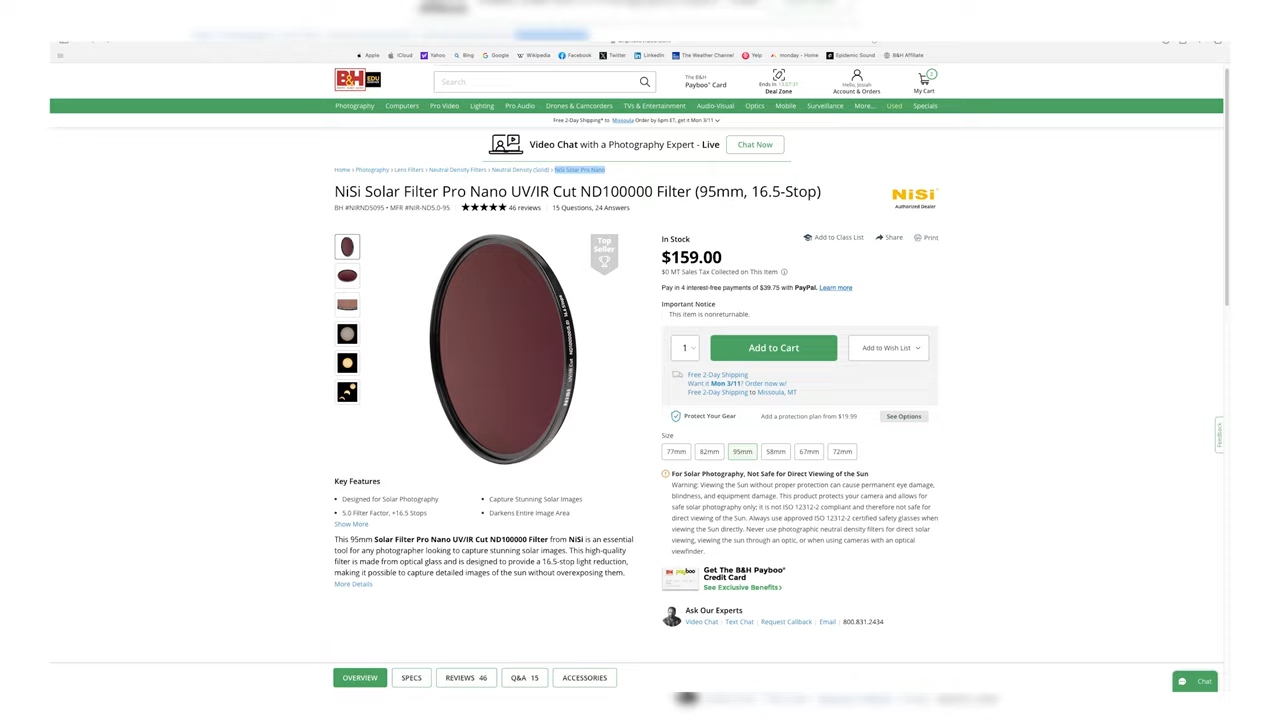 Apple iCloud Yahoo Bing Google Wikipedia Facebook Twitter LinkedIn The Weather Channel Yelp monday - Home Epidemic Sound B&H Affiliate
B&H EDU
Search
The B&H
Payboo® Card
Ends In
Deal Zone
Hello, Josiah
Account & Orders
2
My Cart
Photography Computers Pro Video Lighting Pro Audio Drones & Camcorders TVs & Entertainment Audio-Visual Optics Mobile Surveillance More... Used Specials
Free 2-Day Shipping* to Missoula Order by 6pm ET, get it Mon 3/11
Video Chat with a Photography Expert - Live Chat Now
Home › Photography › Lens Filters › Neutral Density Filters › Neutral Density (Solid) › NiSi Solar Pro Nano
NiSi Solar Filter Pro Nano UV/IR Cut ND100000 Filter (95mm, 16.5-Stop)
BH #NIRND5095 • MFR #NIR-ND5.0-95 46 reviews 15 Questions, 24 Answers
NiSi
Authorized Dealer
Top
Seller
In Stock
Add to Class List Share Print
$159.00
$0 MT Sales Tax Collected on This Item
Pay in 4 interest-free payments of $39.75 with PayPal. Learn more
Important Notice
This item is nonreturnable.
1 Add to Cart Add to Wish List
Free 2-Day Shipping
Want it Mon 3/11? Order now w/
Free 2-Day Shipping to Missoula, MT
Protect Your Gear Add a protection plan from $19.99 See Options
Size
77mm 82mm 95mm 58mm 67mm 72mm
For Solar Photography, Not Safe for Direct Viewing of the Sun
Warning: Viewing the Sun without proper protection can cause permanent eye damage,
blindness, and equipment damage. This product protects your camera and allows for
safe solar photography only; it is not ISO 12312-2 compliant and therefore not safe for
direct viewing of the Sun. Always use approved ISO 12312-2 certified safety glasses when
viewing the Sun directly. Never use photographic neutral density filters for direct solar
viewing, viewing the sun through an optic, or when using cameras with an optical
viewfinder.
Key Features
Designed for Solar Photography
Capture Stunning Solar Images
5.0 Filter Factor, +16.5 Stops
Darkens Entire Image Area
Show More
This 95mm Solar Filter Pro Nano UV/IR Cut ND100000 Filter from NiSi is an essential
tool for any photographer looking to capture stunning solar images. This high-quality
filter is made from optical glass and is designed to provide a 16.5-stop light reduction,
making it possible to capture detailed images of the sun without overexposing them.
More Details
B&H payboo
Get The B&H Payboo®
Credit Card
See Exclusive Benefits›
Ask Our Experts
Video Chat Text Chat Request Callback Email 800.831.2434
Feedback
OVERVIEW SPECS REVIEWS 46 Q&A 15 ACCESSORIES
Chat